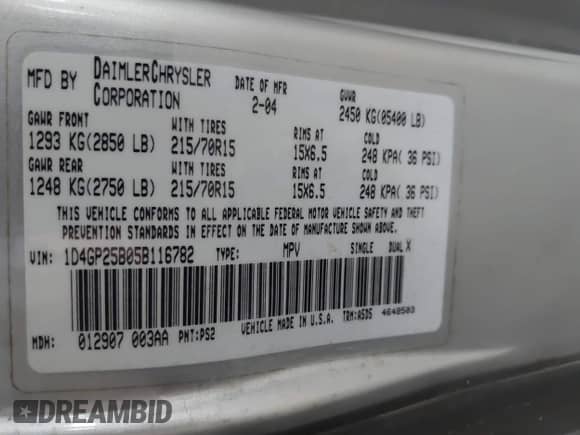 MFD BY DAIMLERCHRYSLER CORPORATION DATE OF MFR 2-04 GVWR 2450 KG(05400 LB)
GAWR FRONT WITH TIRES RIMS AT COLD
1293 KG(2850 LB) 215/70R15 15X6.5 248 KPA( 36 PSI)
GAWR REAR WITH TIRES RIMS AT COLD
1248 KG(2750 LB) 215/70R15 15X6.5 248 KPA( 36 PSI)
THIS VEHICLE CONFORMS TO ALL APPLICABLE FEDERAL MOTOR VEHICLE SAFETY AND THEFT
PREVENTION STANDARDS IN EFFECT ON THE DATE OF MANUFACTURE SHOWN ABOVE.
VIN: 1D4GP25B05B116782 TYPE: MPV SINGLE DUAL X
MDH: 012907 003AA PNT:PS2 VEHICLE MADE IN U.S.A. TRM:ASD5 4648503
DREAMBID